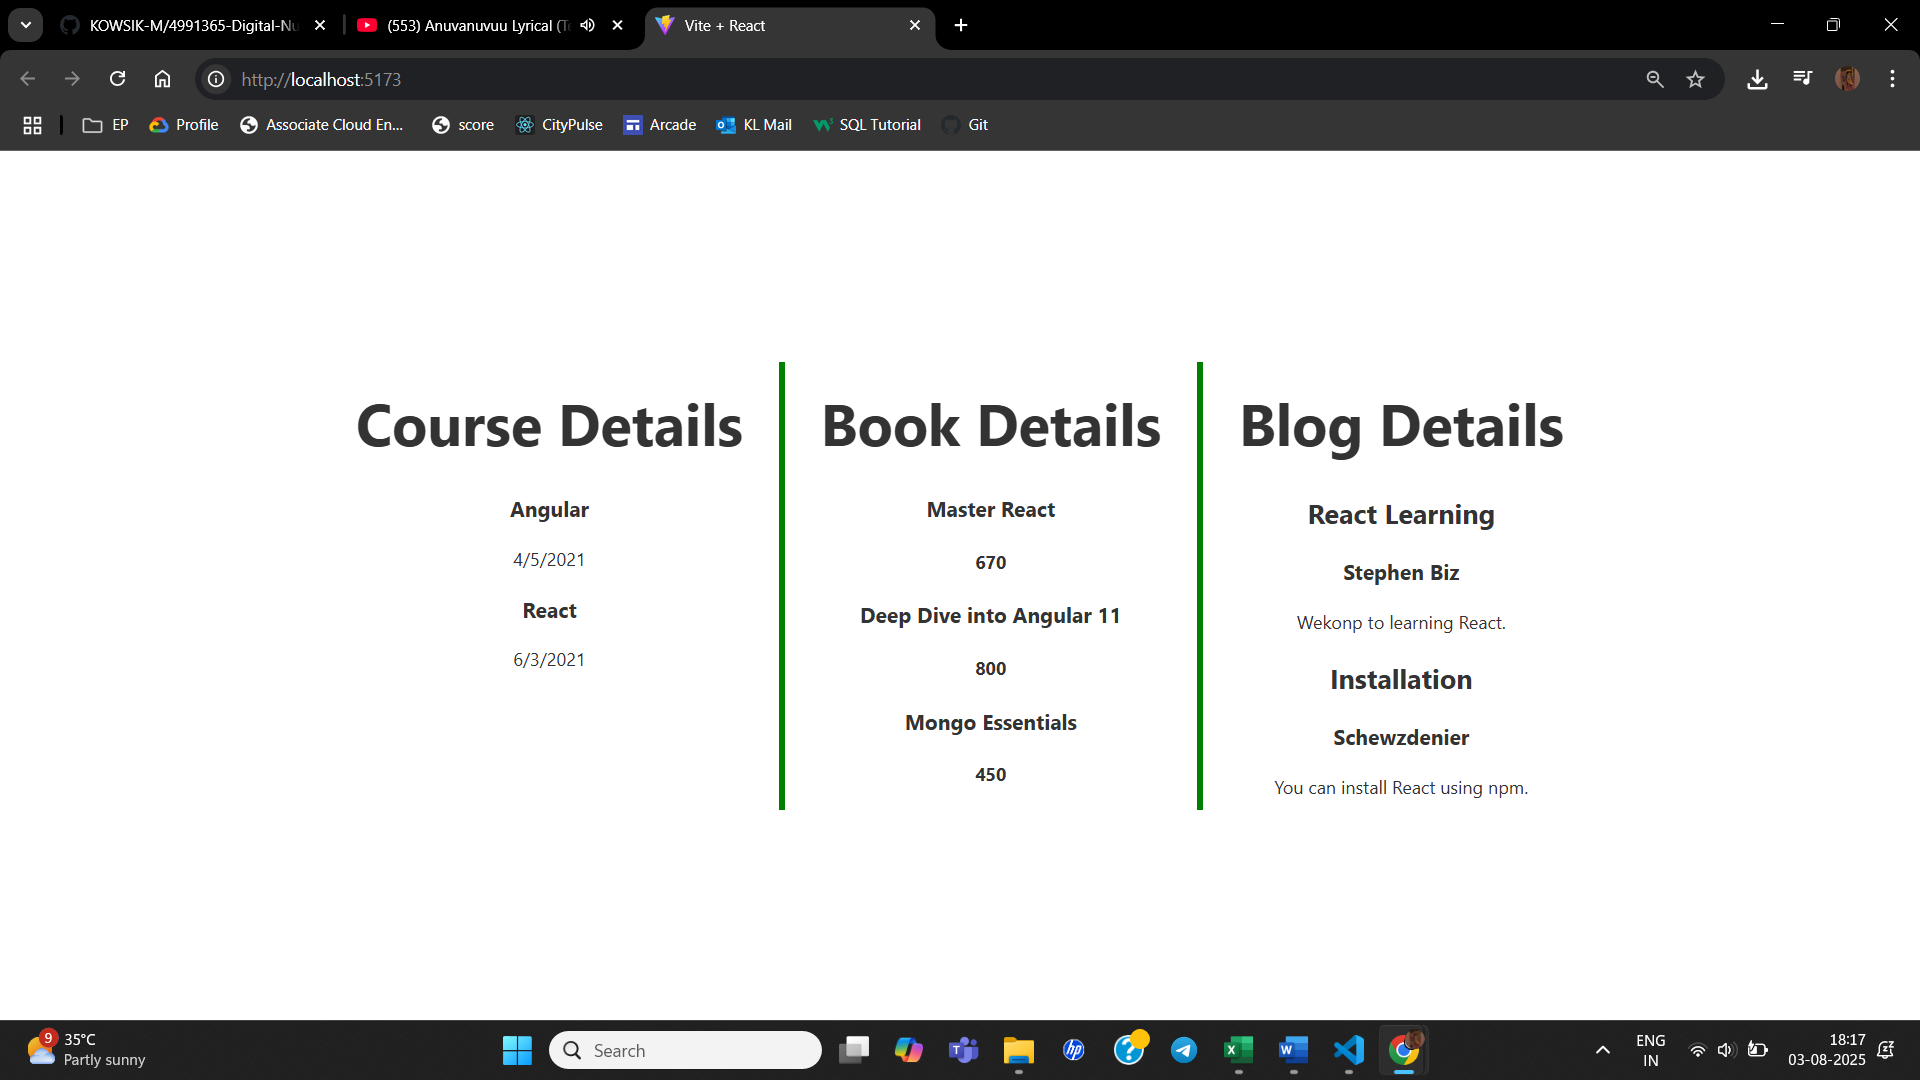 KOWSIK-M/4991365-Digital-Nu
(553) Anuvanuvuu Lyrical (Te
Vite + React
http://localhost:5173
EP
Profile
Associate Cloud En...
score
CityPulse
Arcade
KL Mail
SQL Tutorial
Git
Course Details
Angular
4/5/2021
React
6/3/2021
Book Details
Master React
670
Deep Dive into Angular 11
800
Mongo Essentials
450
Blog Details
React Learning
Stephen Biz
Wekonp to learning React.
Installation
Schewzdenier
You can install React using npm.
9
35°C
Partly sunny
Search
ENG
IN
18:17
03-08-2025